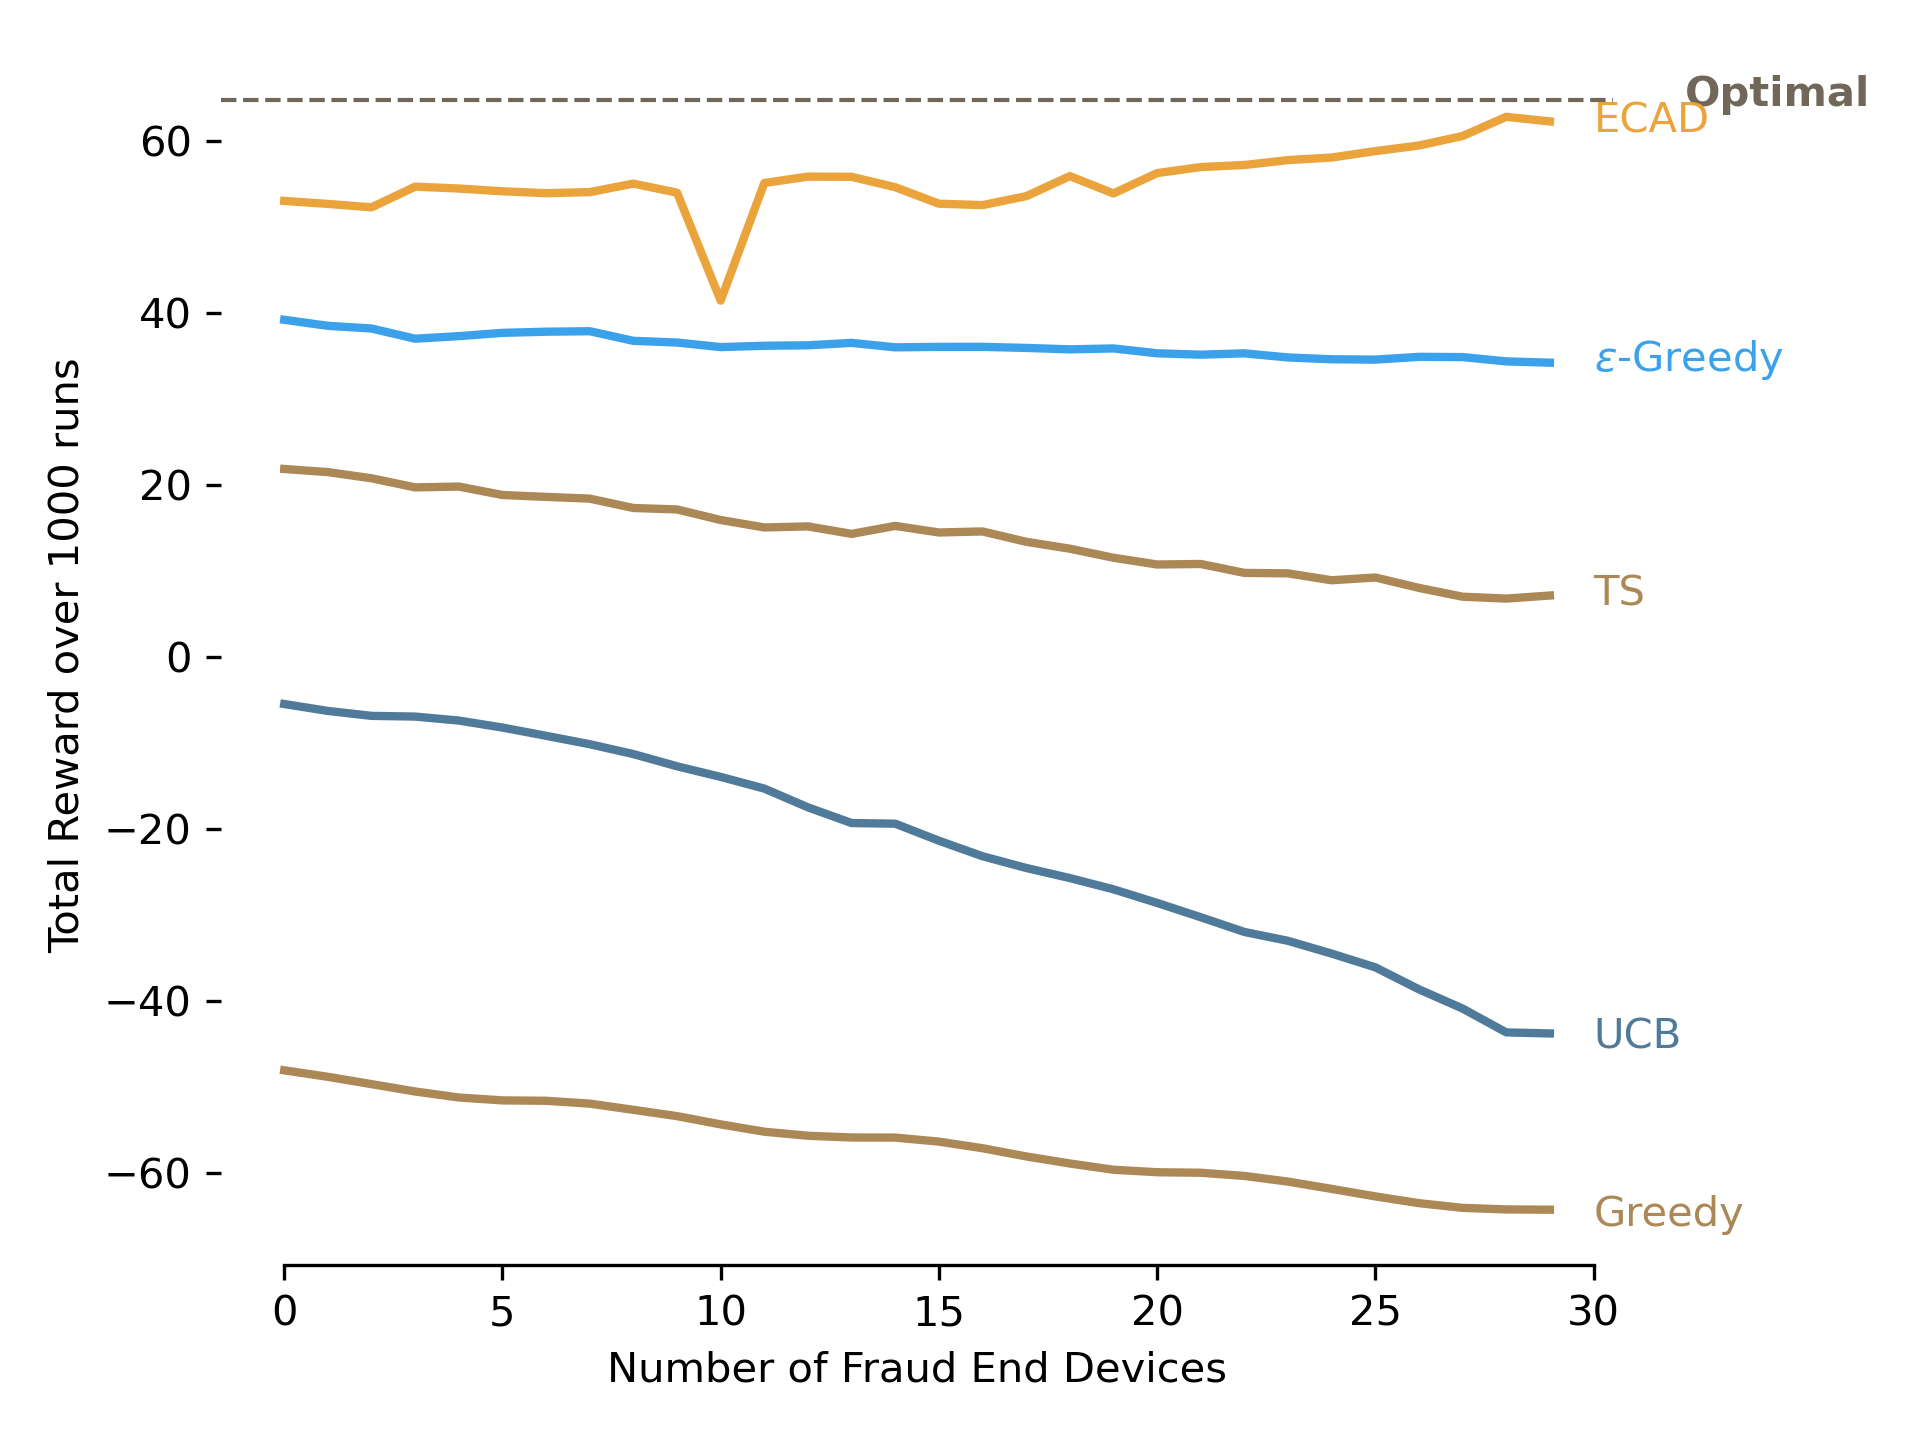 Optimal
ECAD
ε-Greedy
TS
UCB
Greedy
60
40
20
0
−20
−40
−60
Total Reward over 1000 runs
0 5 10 15 20 25 30
Number of Fraud End Devices